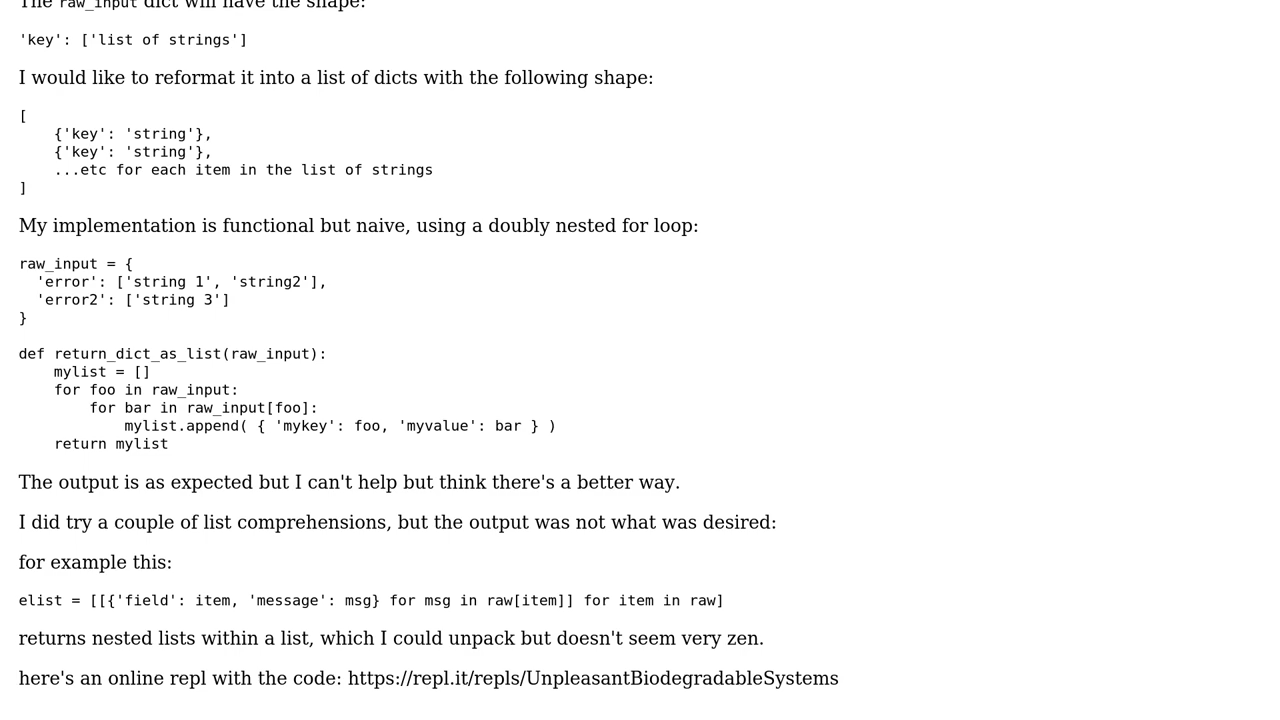 The raw_input dict will have the shape:
'key': ['list of strings']
I would like to reformat it into a list of dicts with the following shape:
[
    {'key': 'string'},
    {'key': 'string'},
    ...etc for each item in the list of strings
]
My implementation is functional but naive, using a doubly nested for loop:
raw_input = {
  'error': ['string 1', 'string2'],
  'error2': ['string 3']
}
def return_dict_as_list(raw_input):
    mylist = []
    for foo in raw_input:
        for bar in raw_input[foo]:
            mylist.append( { 'mykey': foo, 'myvalue': bar } )
    return mylist
The output is as expected but I can't help but think there's a better way.
I did try a couple of list comprehensions, but the output was not what was desired:
for example this:
elist = [[{'field': item, 'message': msg} for msg in raw[item]] for item in raw]
returns nested lists within a list, which I could unpack but doesn't seem very zen.
here's an online repl with the code: https://repl.it/repls/UnpleasantBiodegradableSystems